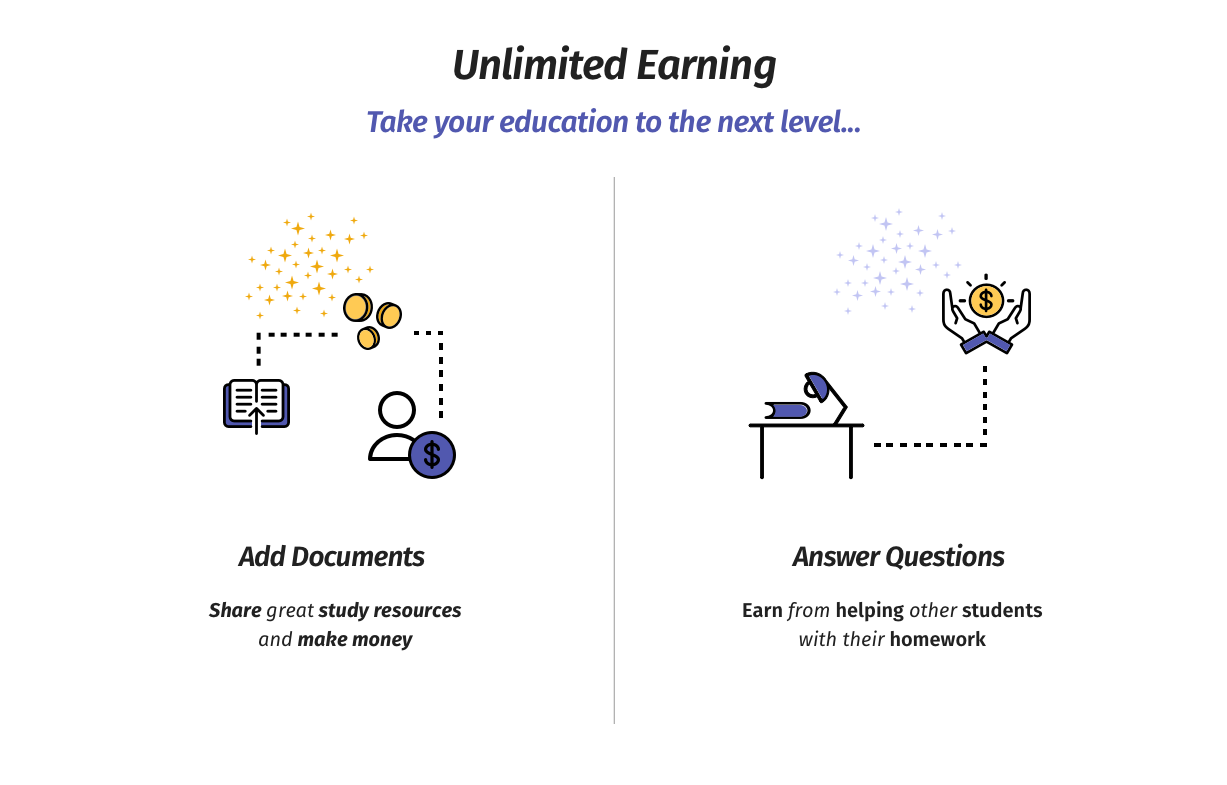 Unlimited Earning
Take your education to the next level...
Add Documents
Share great study resources
and make money
Answer Questions
Earn from helping other students
with their homework